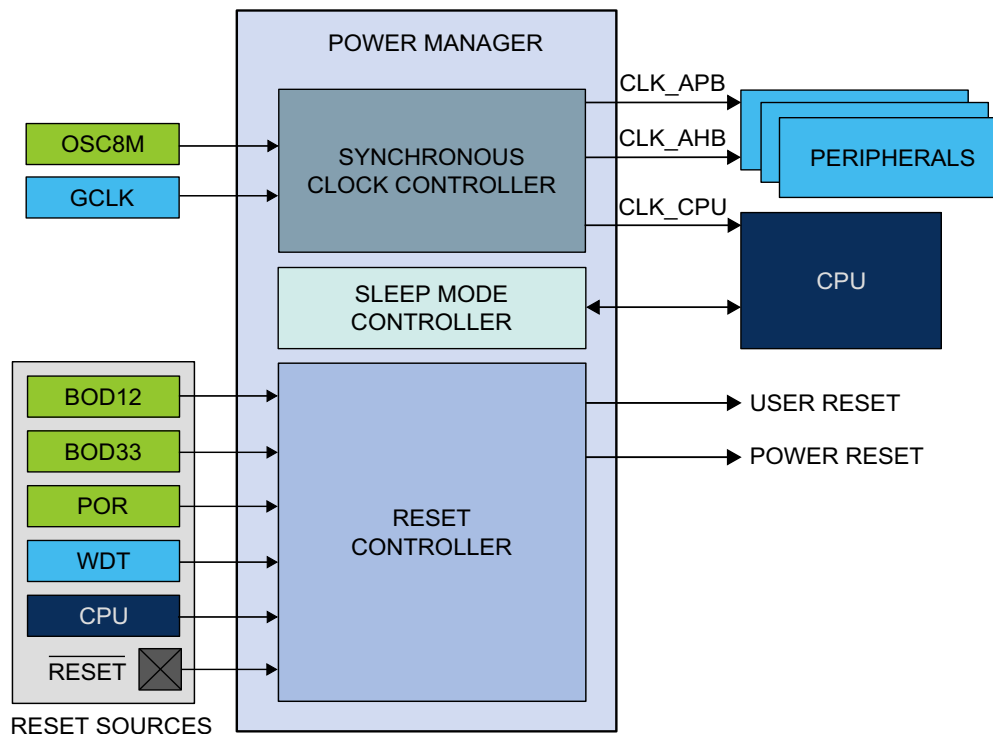 POWER MANAGER
OSC8M
GCLK
SYNCHRONOUS
CLOCK CONTROLLER
CLK_APB
CLK_AHB
CLK_CPU
PERIPHERALS
CPU
SLEEP MODE
CONTROLLER
BOD12
BOD33
POR
WDT
CPU
RESET
RESET SOURCES
RESET
CONTROLLER
USER RESET
POWER RESET